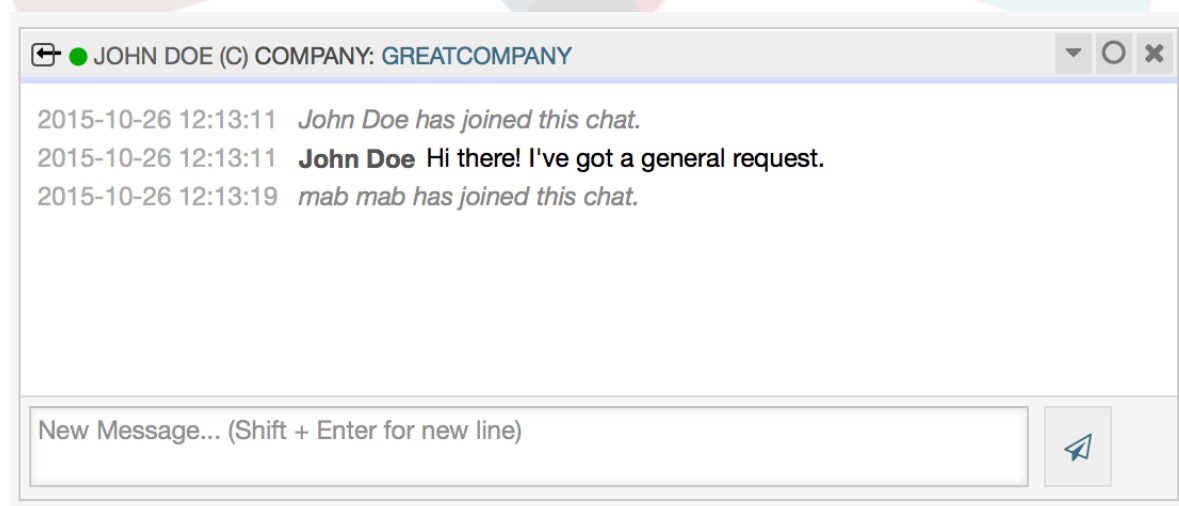 JOHN DOE (C) COMPANY: GREATCOMPANY
2015-10-26 12:13:11 John Doe has joined this chat.
2015-10-26 12:13:11 John Doe Hi there! I've got a general request.
2015-10-26 12:13:19 mab mab has joined this chat.
New Message... (Shift + Enter for new line)